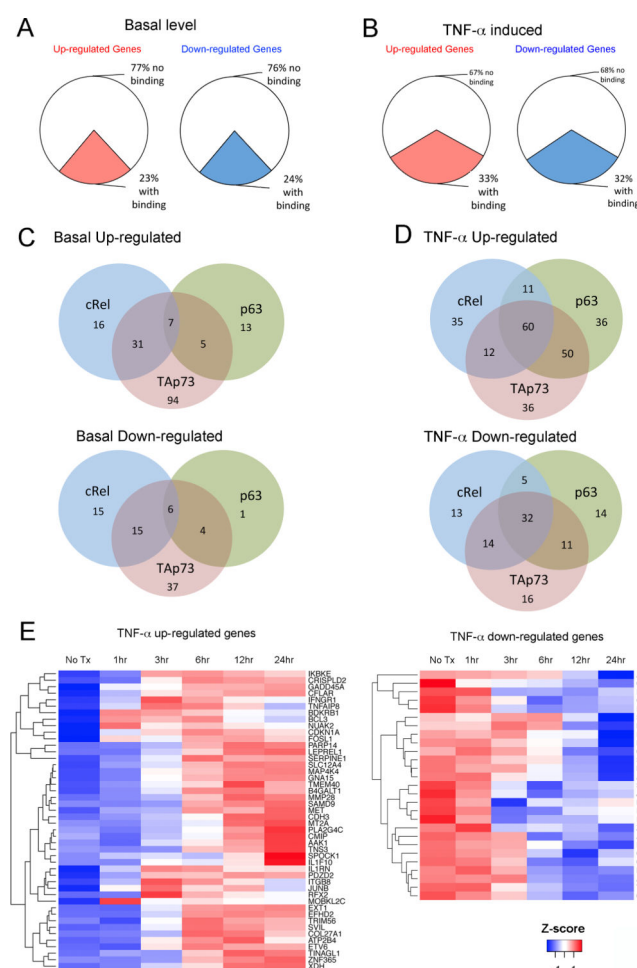 A
Basal level
Up-regulated Genes
Down-regulated Genes
77% no
binding
76% no
binding
23%
with
binding
24%
with
binding
B
TNF-α induced
Up-regulated Genes
Down-regulated Genes
67% no
binding
68% no
binding
33%
with
binding
32%
with
binding
C
Basal Up-regulated
cRel
16
7
p63
13
31
5
TAp73
94
Basal Down-regulated
cRel
15
6
p63
1
15
4
TAp73
37
D
TNF-α Up-regulated
11
cRel
35
60
p63
36
12
50
TAp73
36
TNF-α Down-regulated
5
cRel
13
32
p63
14
14
11
TAp73
16
E
TNF-α up-regulated genes
No Tx 1hr 3hr 6hr 12hr 24hr
IKBKE
CRISPLD2
GADD45A
CFLAR
IFNGR1
TNFAIP8
BDKRB1
BCL3
NUAK2
CDKN1A
FOSL1
PARP14
LEPREL1
SERPINE1
SLC12A4
MAP4K4
GNA15
TMEM40
B4GALT1
MMP28
SAMD9
MET
CDH3
MT2A
PLA2G4C
CMIP
AAK1
TNS3
SPOCK1
IL1F10
IL1RN
PDZD2
ITGB8
JUNB
RFX2
MOBKL2C
EXT1
EFHD2
TRIM56
SVIL
COL27A1
ATP2B4
ETV6
TINAGL1
ZNF365
XDH
TNF-α down-regulated genes
No Tx 1hr 3hr 6hr 12hr 24hr
Z-score